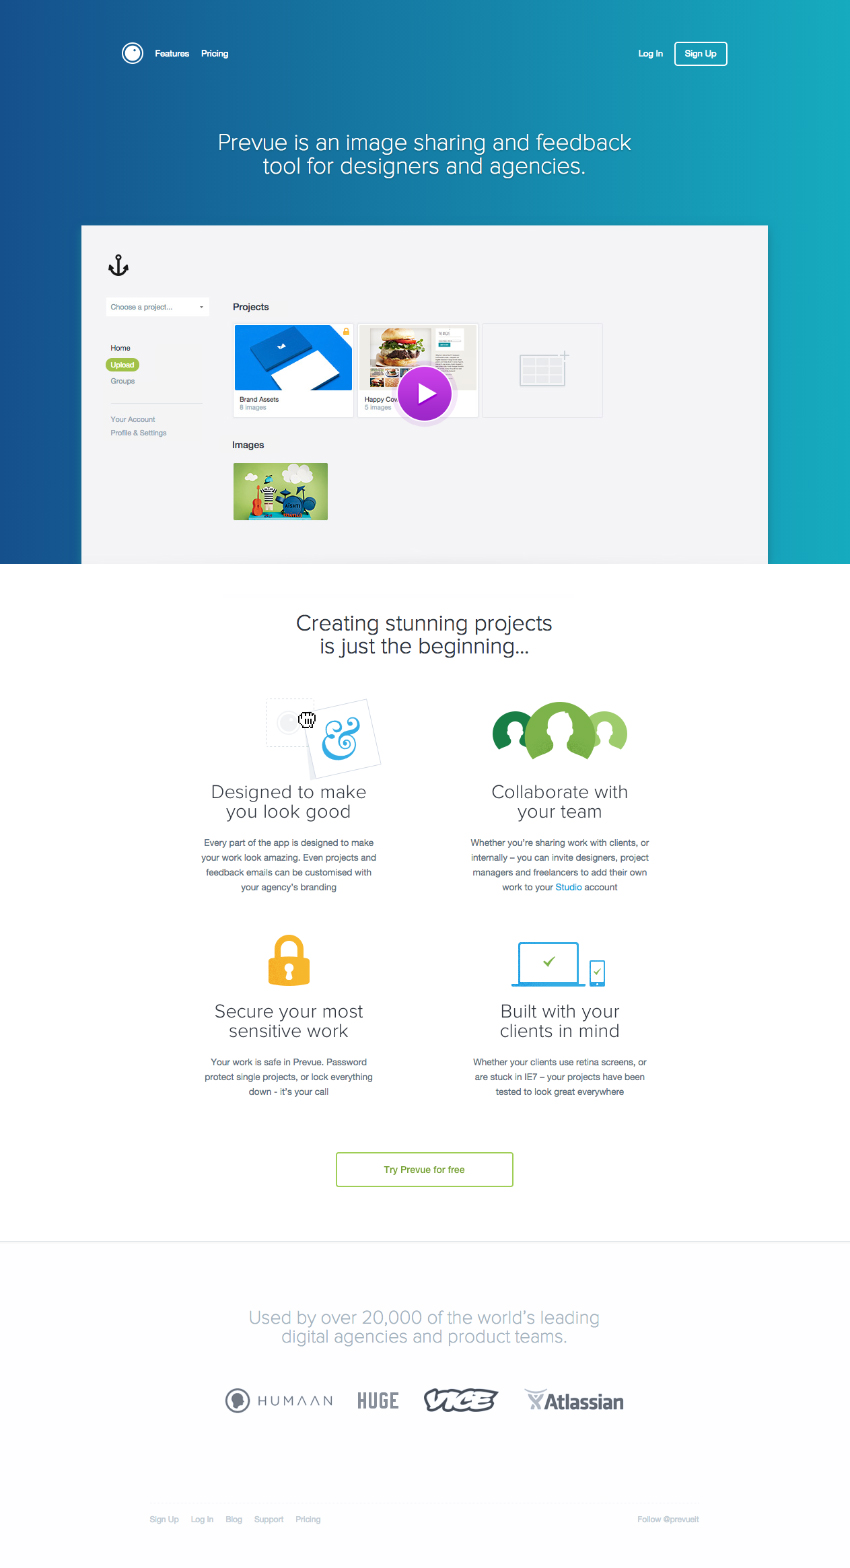 Features Pricing Log In Sign Up
Prevue is an image sharing and feedback
tool for designers and agencies.
Choose a project...
Projects
Home
Upload
Groups
Brand Assets
8 images
Happy Cow
5 images
Your Account
Profile & Settings
Images
Creating stunning projects
is just the beginning...
&
Designed to make
you look good
Every part of the app is designed to make
your work look amazing. Even projects and
feedback emails can be customised with
your agency's branding
Collaborate with
your team
Whether you're sharing work with clients, or
internally – you can invite designers, project
managers and freelancers to add their own
work to your Studio account
Secure your most
sensitive work
Your work is safe in Prevue. Password
protect single projects, or lock everything
down - it's your call
Built with your
clients in mind
Whether your clients use retina screens, or
are stuck in IE7 – your projects have been
tested to look great everywhere
Try Prevue for free
Used by over 20,000 of the world's leading
digital agencies and product teams.
HUMAAN HUGE VICE Atlassian
Sign Up Log In Blog Support Pricing Follow @prevueit